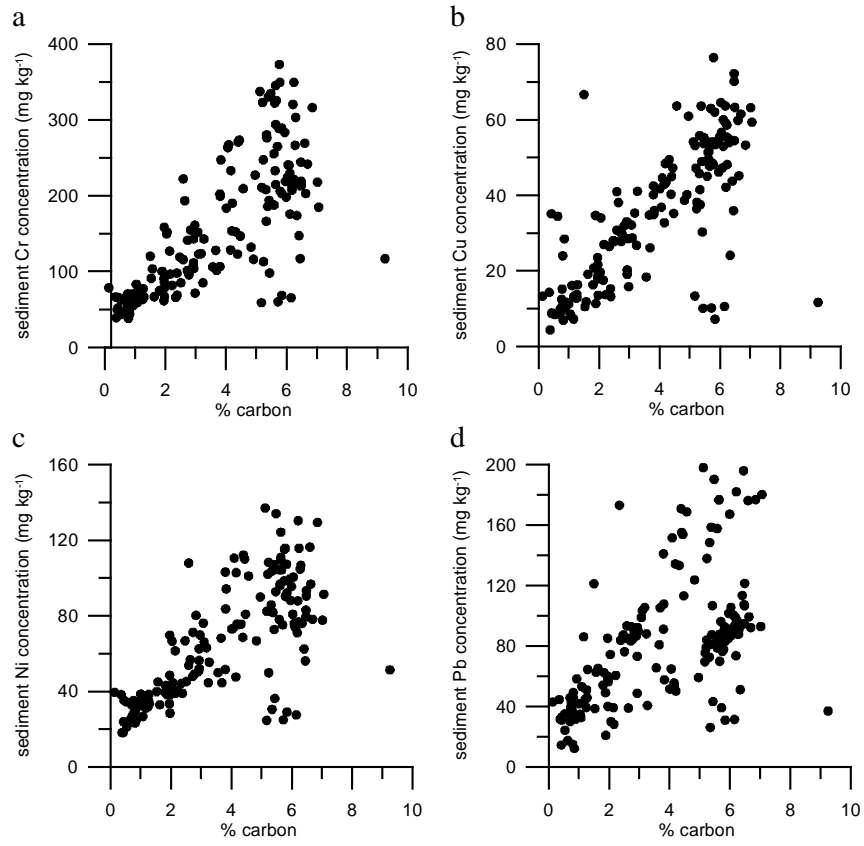 a
sediment Cr concentration (mg kg⁻¹)
400
300
200
100
0
0 2 4 6 8 10
% carbon
b
sediment Cu concentration (mg kg⁻¹)
80
60
40
20
0
0 2 4 6 8 10
% carbon
c
sediment Ni concentration (mg kg⁻¹)
160
120
80
40
0
0 2 4 6 8 10
% carbon
d
sediment Pb concentration (mg kg⁻¹)
200
160
120
80
40
0
0 2 4 6 8 10
% carbon